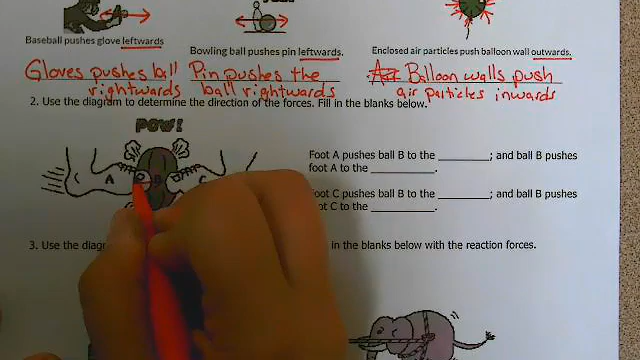 Baseball pushes glove leftwards
Bowling ball pushes pin leftwards.
Enclosed air particles push balloon wall outwards.
Gloves pushes ball
rightwards
Pin pushes the
ball rightwards
Balloon walls push
air particles inwards
2. Use the diagram to determine the direction of the forces. Fill in the blanks below.
POW!
A
B
C
Foot A pushes ball B to the ________; and ball B pushes
foot A to the ___________.
Foot C pushes ball B to the ________; and ball B pushes
C to the ___________.
3. Use the
in the blanks below with the reaction forces.